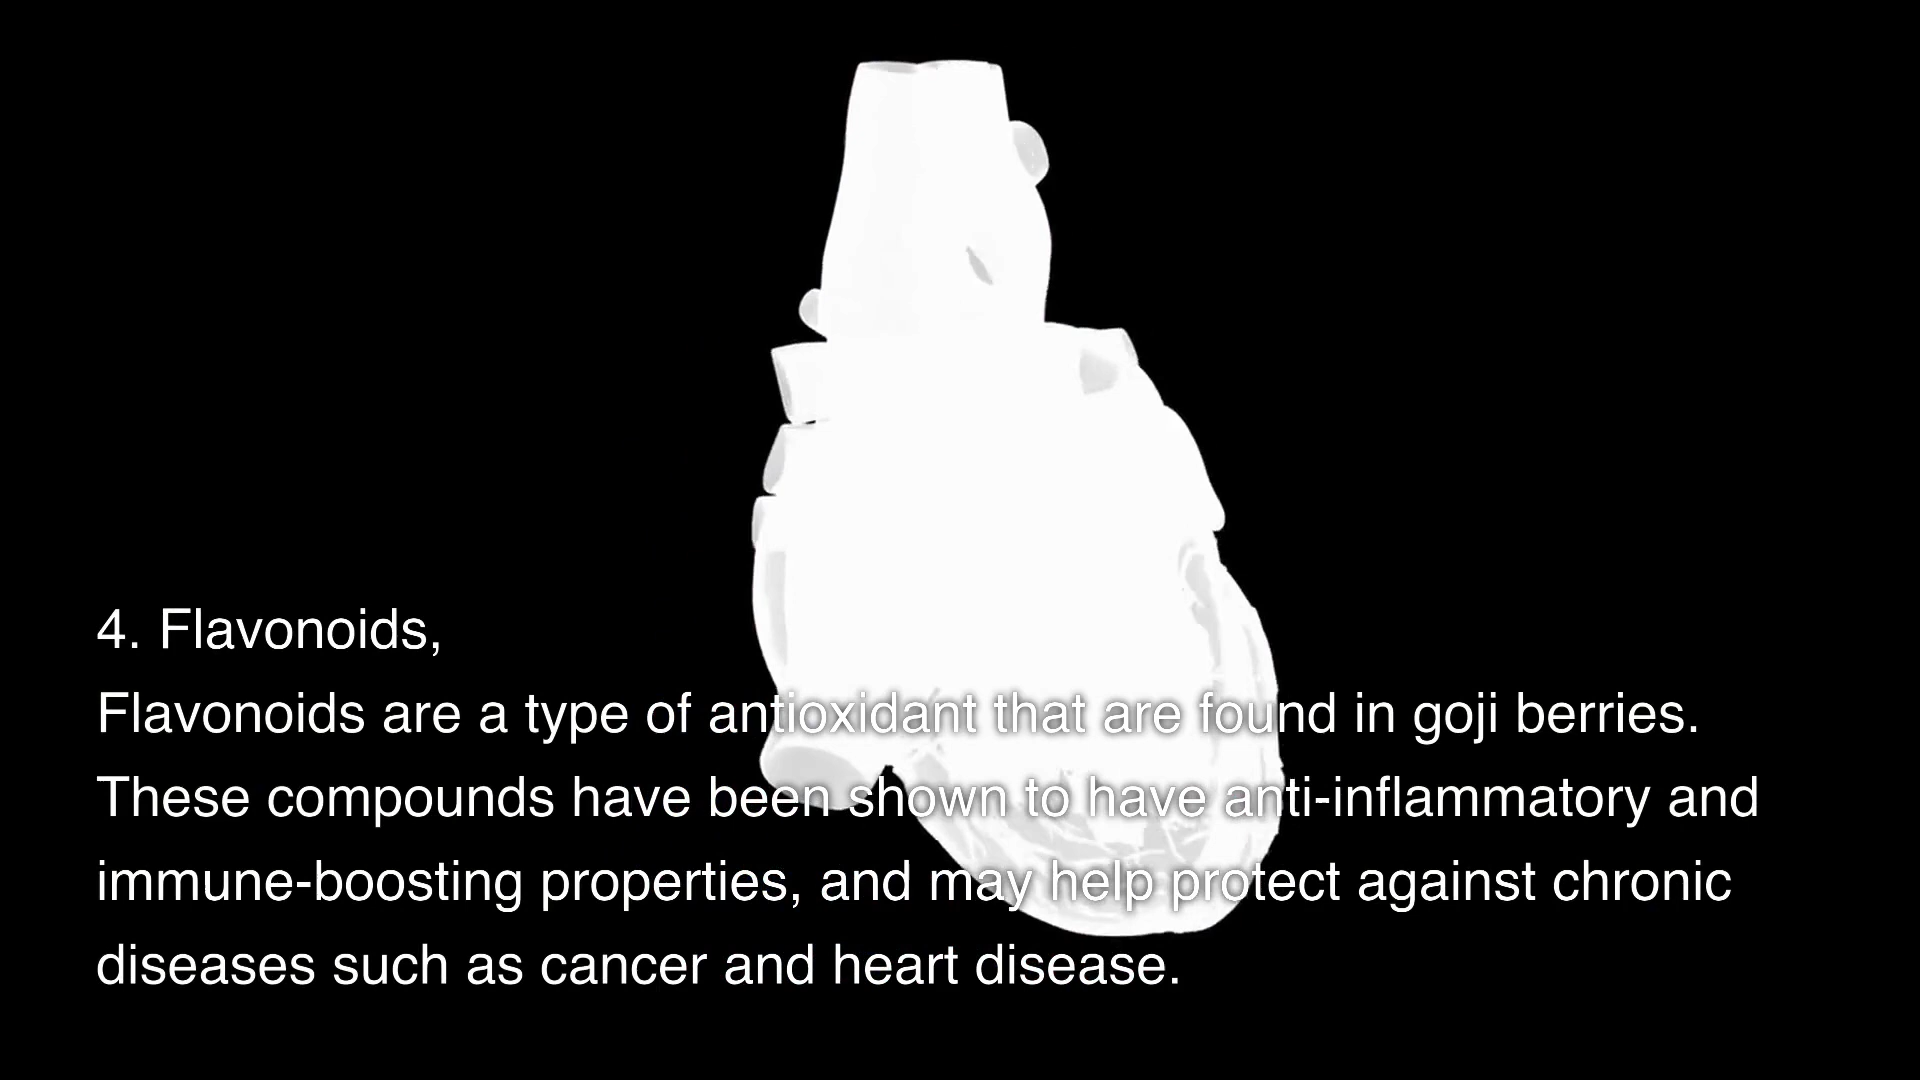 4. Flavonoids,
Flavonoids are a type of antioxidant that are found in goji berries.
These compounds have been shown to have anti-inflammatory and
immune-boosting properties, and may help protect against chronic
diseases such as cancer and heart disease.